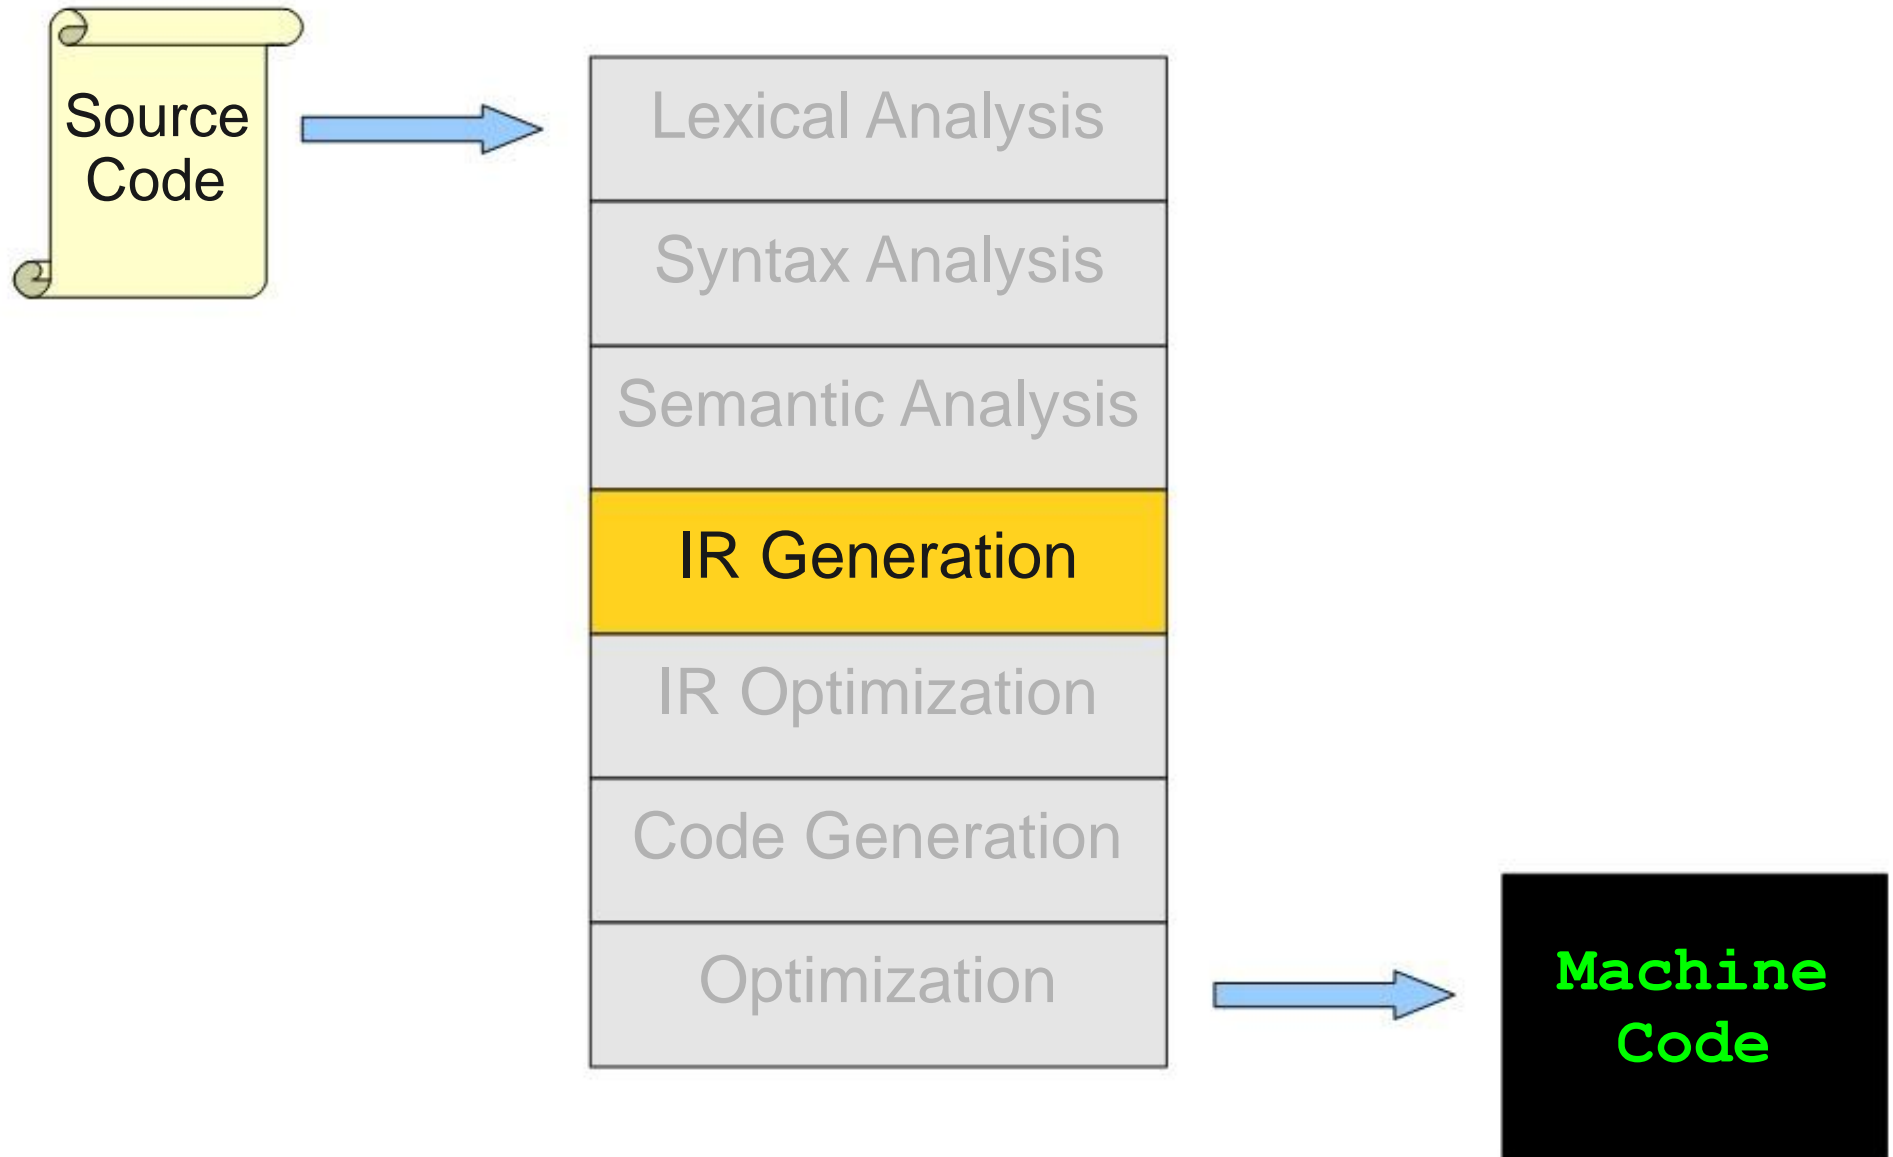 Source
Code
Lexical Analysis
Syntax Analysis
Semantic Analysis
IR Generation
IR Optimization
Code Generation
Optimization
Machine
Code